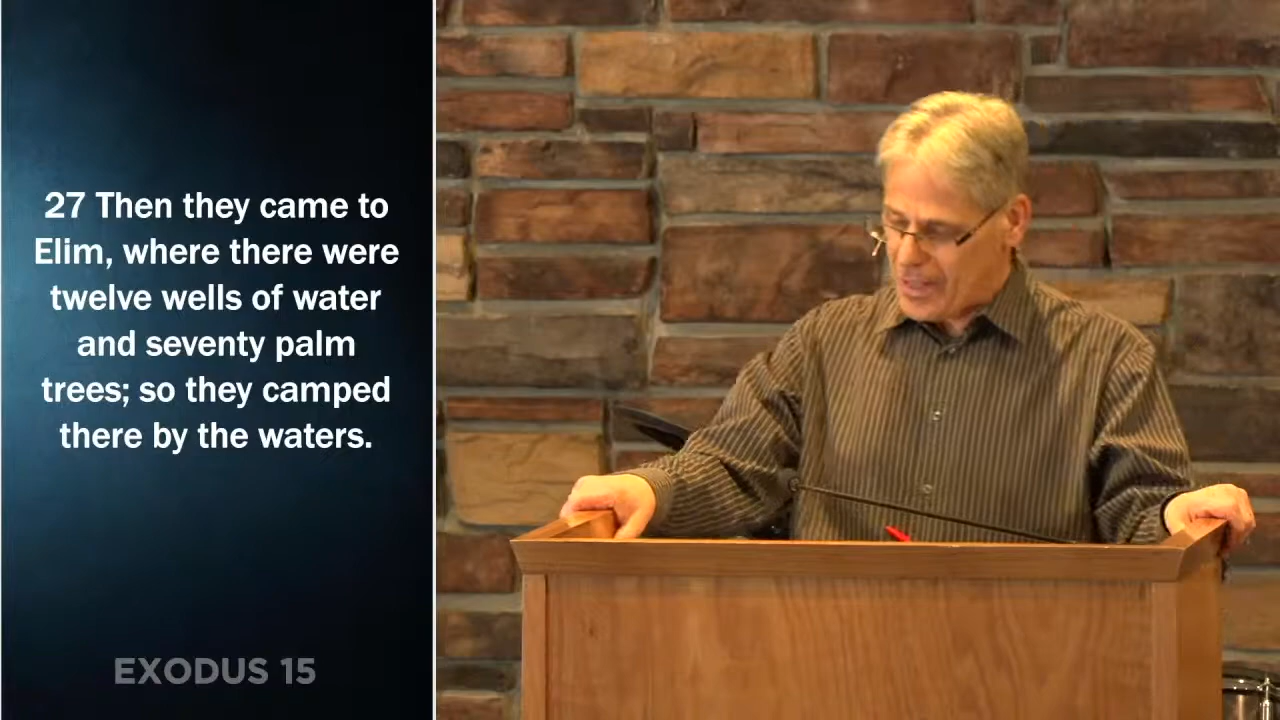 27 Then they came to
Elim, where there were
twelve wells of water
and seventy palm
trees; so they camped
there by the waters.
EXODUS 15